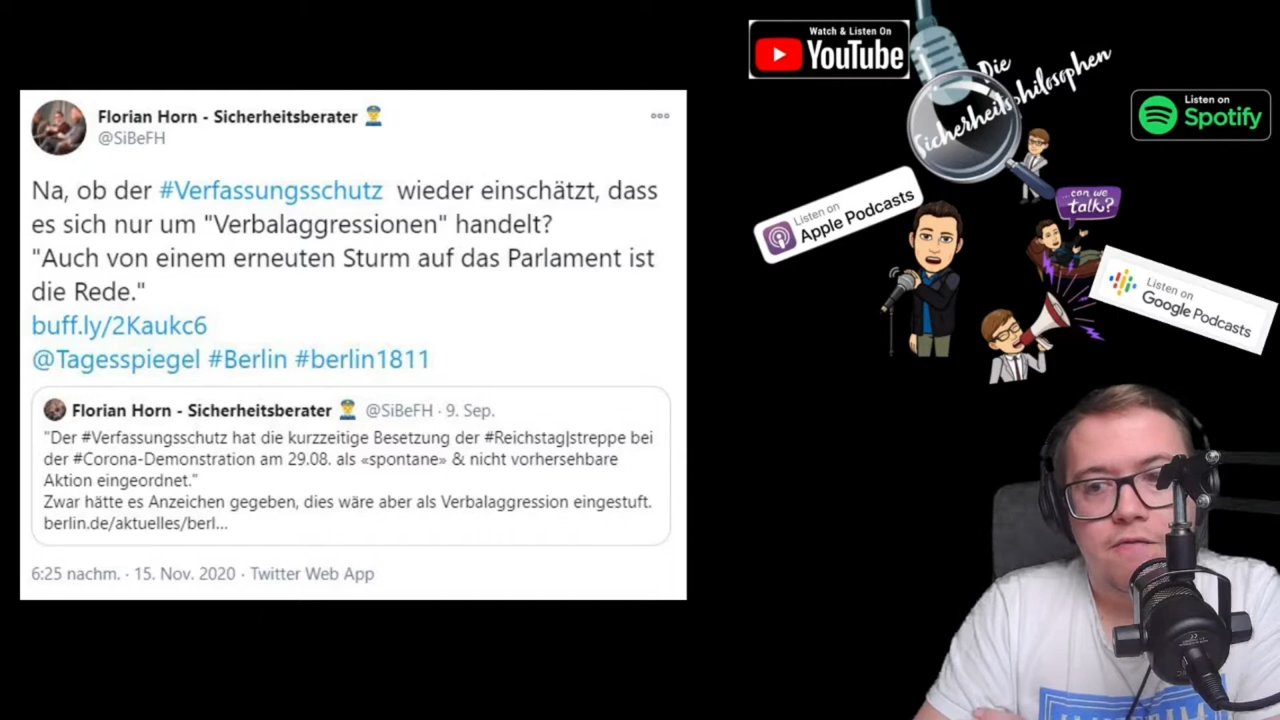 Florian Horn - Sicherheitsberater
@SiBeFH
Na, ob der #Verfassungsschutz wieder einschätzt, dass
es sich nur um "Verbalaggressionen" handelt?
"Auch von einem erneuten Sturm auf das Parlament ist
die Rede."
buff.ly/2Kaukc6
@Tagesspiegel #Berlin #berlin1811
Florian Horn - Sicherheitsberater @SiBeFH · 9. Sep.
"Der #Verfassungsschutz hat die kurzzeitige Besetzung der #Reichstag|streppe bei
der #Corona-Demonstration am 29.08. als «spontane» & nicht vorhersehbare
Aktion eingeordnet."
Zwar hätte es Anzeichen gegeben, dies wäre aber als Verbalaggression eingestuft.
berlin.de/aktuelles/berl...
6:25 nachm. · 15. Nov. 2020 · Twitter Web App
Watch & Listen On
YouTube
Die
Sicherheitsphilosophen
Listen on
Spotify
Listen on
Apple Podcasts
...can we
talk?
Listen on
Google Podcasts